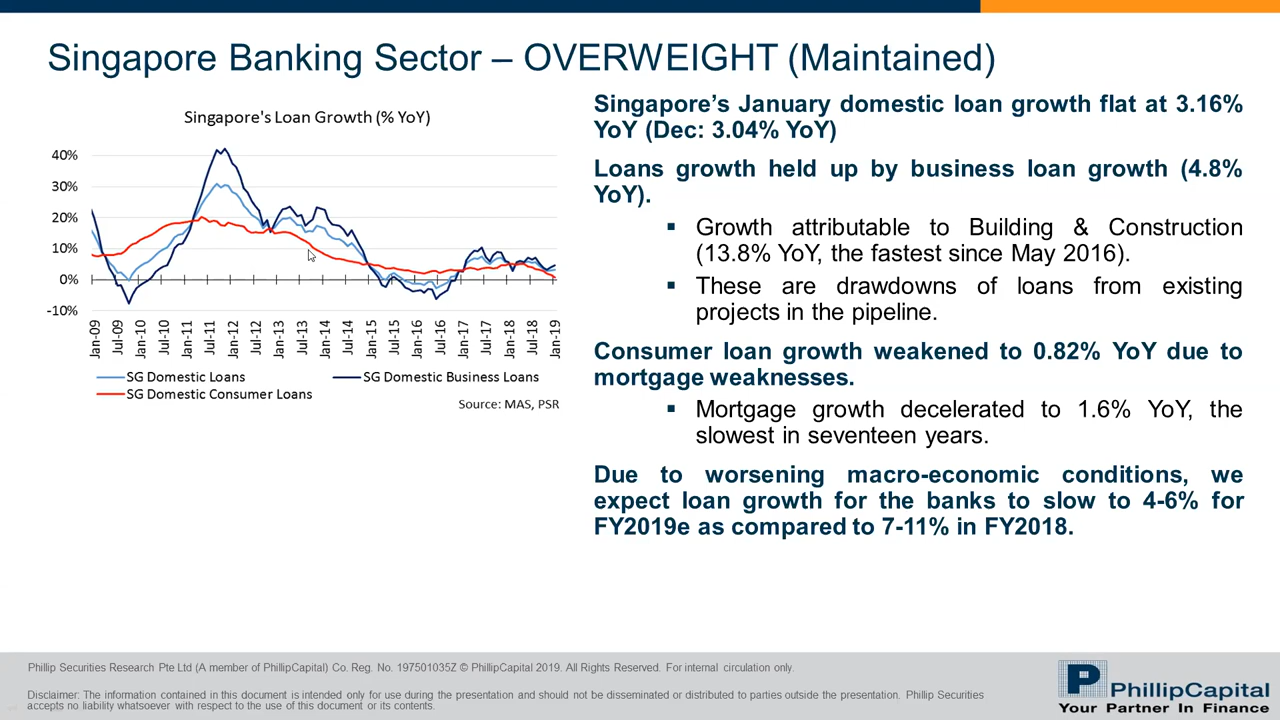 Singapore Banking Sector – OVERWEIGHT (Maintained)
Singapore's Loan Growth (% YoY)
40%
30%
20%
10%
0%
-10%
Jan-09
Jul-09
Jan-10
Jul-10
Jan-11
Jul-11
Jan-12
Jul-12
Jan-13
Jul-13
Jan-14
Jul-14
Jan-15
Jul-15
Jan-16
Jul-16
Jan-17
Jul-17
Jan-18
Jul-18
Jan-19
SG Domestic Loans
SG Domestic Business Loans
SG Domestic Consumer Loans
Source: MAS, PSR
Singapore’s January domestic loan growth flat at 3.16%
YoY (Dec: 3.04% YoY)
Loans growth held up by business loan growth (4.8%
YoY).
▪ Growth attributable to Building & Construction
(13.8% YoY, the fastest since May 2016).
▪ These are drawdowns of loans from existing
projects in the pipeline.
Consumer loan growth weakened to 0.82% YoY due to
mortgage weaknesses.
▪ Mortgage growth decelerated to 1.6% YoY, the
slowest in seventeen years.
Due to worsening macro-economic conditions, we
expect loan growth for the banks to slow to 4-6% for
FY2019e as compared to 7-11% in FY2018.
Phillip Securities Research Pte Ltd (A member of PhillipCapital) Co. Reg. No. 197501035Z © PhillipCapital 2019. All Rights Reserved. For internal circulation only.
Disclaimer: The information contained in this document is intended only for use during the presentation and should not be disseminated or distributed to parties outside the presentation. Phillip Securities
accepts no liability whatsoever with respect to the use of this document or its contents.
PhillipCapital
Your Partner In Finance